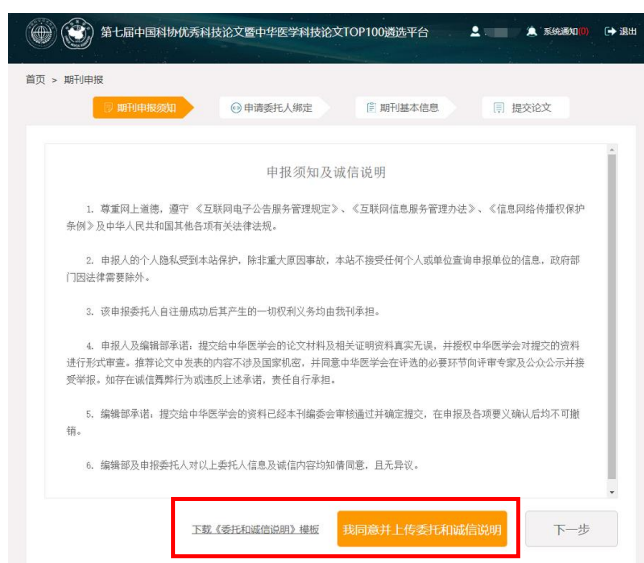 第七届中国科协优秀科技论文暨中华医学科技论文TOP100遴选平台
系统通知(0)
退出
首页 > 期刊申报
期刊申报须知
申请委托人绑定
期刊基本信息
提交论文
申报须知及诚信说明
1. 尊重网上道德，遵守 《互联网电子公告服务管理规定》、《互联网信息服务管理办法》、《信息网络传播权保护
条例》及中华人民共和国其他各项有关法律法规。
2. 申报人的个人隐私受到本站保护，除非重大原因事故，本站不接受任何个人或单位查询申报单位的信息，政府部
门因法律需要除外。
3. 该申报委托人自注册成功后其产生的一切权利义务均由我刊承担。
4. 申报人及编辑部承诺：提交给中华医学会的论文材料及相关证明资料真实无误，并授权中华医学会对提交的资料
进行形式审查。推荐论文中发表的内容不涉及国家机密，并同意中华医学会在评选的必要环节向评审专家及公众公示并接
受举报。如存在诚信舞弊行为或违反上述承诺，责任自行承担。
5. 编辑部承诺：提交给中华医学会的资料已经本刊编委会审核通过并确定提交，在申报及各项要义确认后均不可撤
销。
6. 编辑部及申报委托人对以上委托人信息及诚信内容均知情同意，且无异议。
下载《委托和诚信说明》模板
我同意并上传委托和诚信说明
下一步